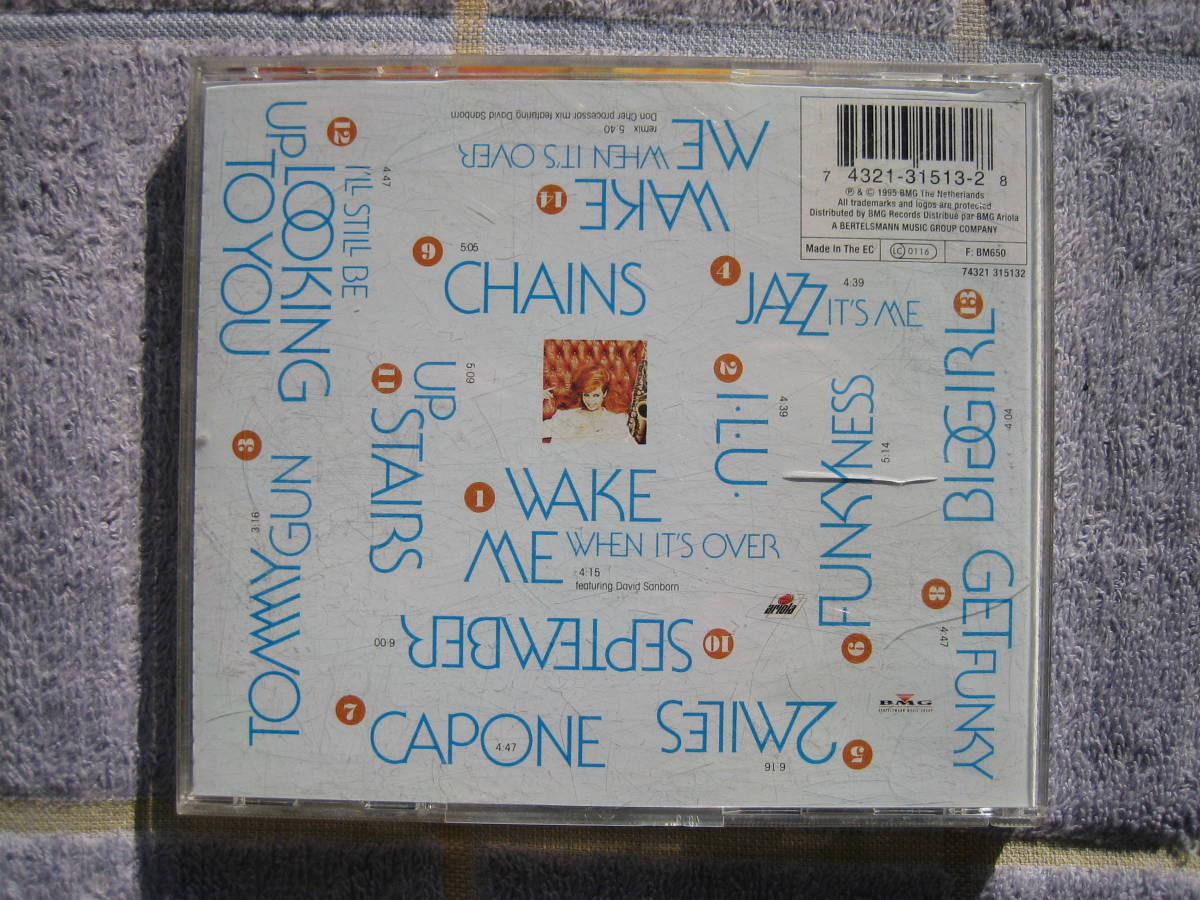 12
I'LL STILL BE
4:47
LOOKING
UP
TO YOU
Don Cher processor mix featuring David Sanborn
remix 5.40
ME WHEN IT'S OVER
WAKE
14
7 4321-31513-2 8
℗ & © 1995 BMG The Netherlands
All trademarks and logos are protected
Distributed by BMG Records Distribué par BMG Ariola
A BERTELSMANN MUSIC GROUP COMPANY
Made In The EC
LC 0116
F: BM650
74321 315132
6
5:05
CHAINS
4
4:39
JAZZ IT'S ME
13
BIG GIRL
4:04
11
UP
5:09
STAIRS
2
I·L·U·
4:39
FUNKYNESS
5:14
9
3
TOMMYGUN
3:16
1
WAKE
ME WHEN IT'S OVER
4:15
featuring David Sanborn
ariola
8
GET FUNKY
4:47
10
SEPTEMBER
6:00
7
CAPONE
4:47
5
2 MILES
6:16
BMG